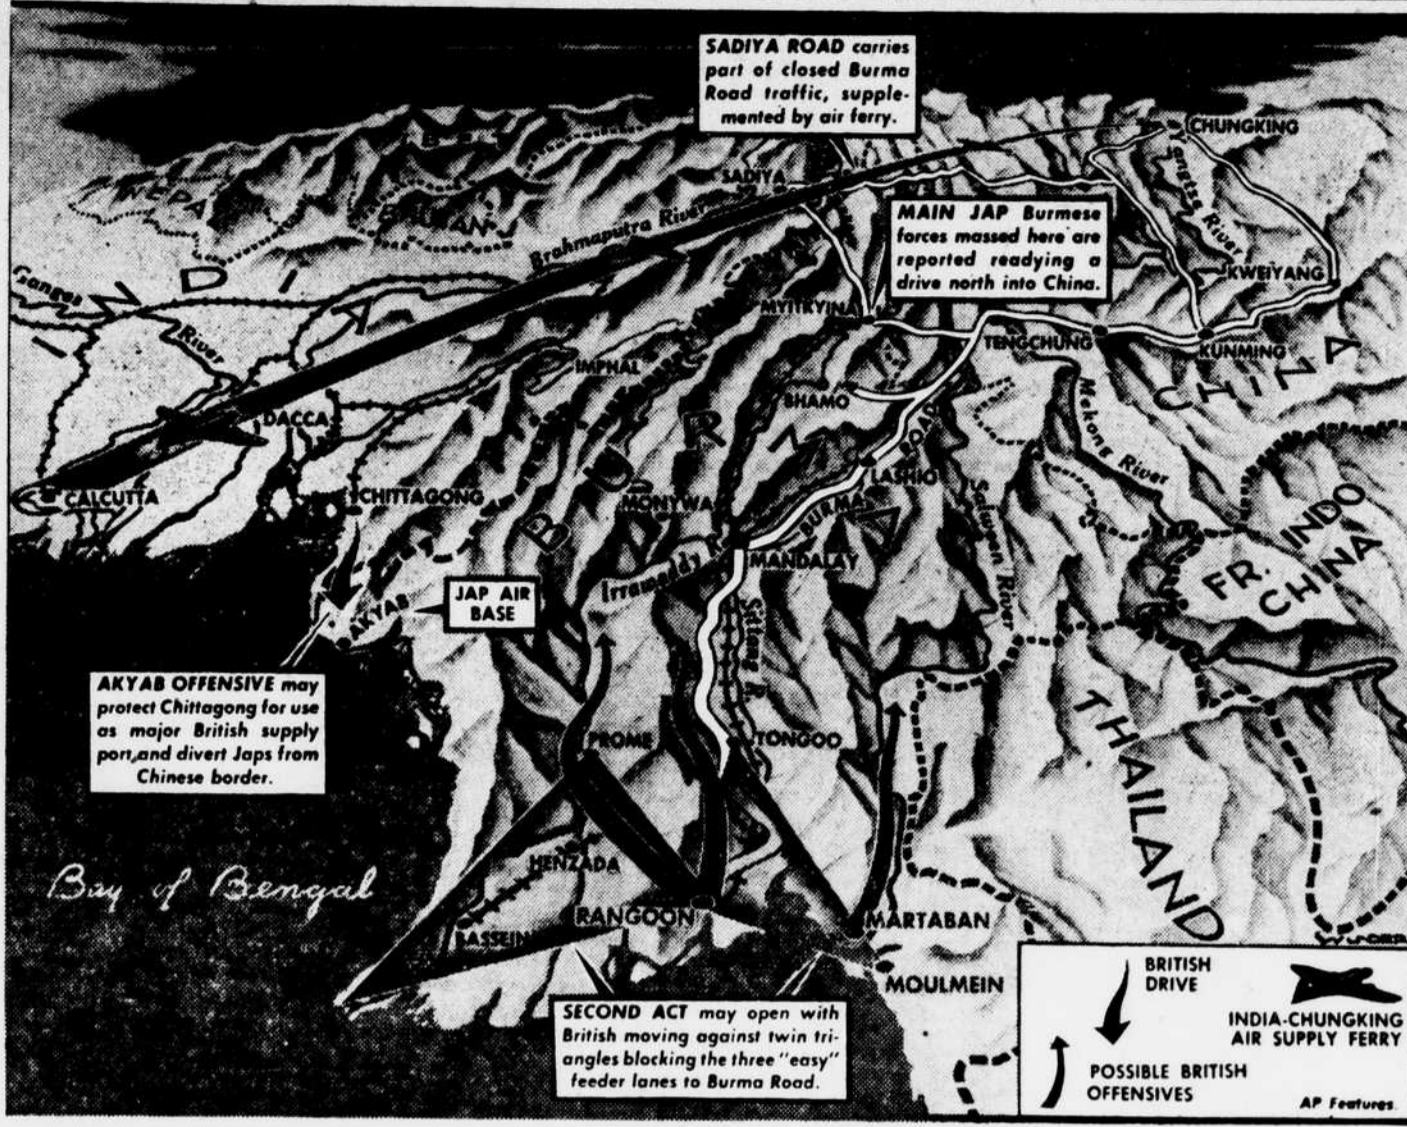 SADIYA ROAD carries
part of closed Burma
Road traffic, supple-
mented by air ferry.
CHUNGKING
Yangtze River
SADIYA
NEPA
BHUTAN
Brahmaputra River
MAIN JAP Burmese
forces massed here are
reported readying a
drive north into China.
KWEIYANG
Ganges
River
INDIA
MYITKYINA
TENGCHUNG
KUNMING
CHINA
IMPHAL
BHAMO
Mekong River
DACCA
BURMA
LASHIO
BURMA ROAD
CALCUTTA
CHITTAGONG
MONYWA
Salween River
MANDALAY
Irrawaddy
FR. INDO
CHINA
JAP AIR
BASE
AKYAB
Sittang R.
AKYAB OFFENSIVE may
protect Chittagong for use
as major British supply
port, and divert Japs from
Chinese border.
PROME
TONGOO
THAILAND
Bay of Bengal
HENZADA
RANGOON
BASSEIN
MARTABAN
MOULMEIN
SECOND ACT may open with
British moving against twin tri-
angles blocking the three "easy"
feeder lanes to Burma Road.
BRITISH
DRIVE
INDIA-CHUNGKING
AIR SUPPLY FERRY
POSSIBLE BRITISH
OFFENSIVES
AP Features